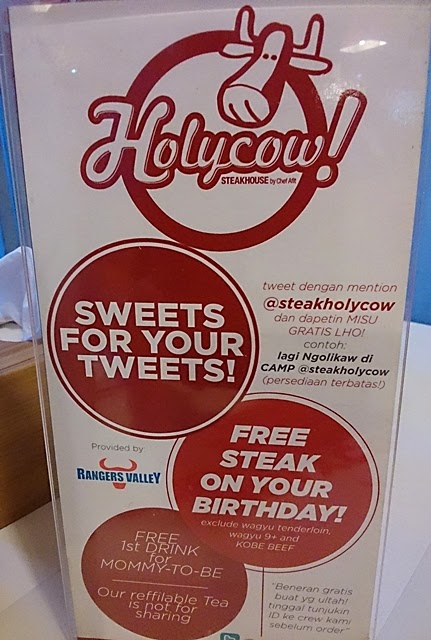 Holycow!
STEAKHOUSE by Chef Afit
SWEETS
FOR YOUR
TWEETS!
tweet dengan mention
@steakholycow
dan dapetin MISU
GRATIS LHO!
contoh:
lagi Ngolikaw di
CAMP @steakholycow
(persediaan terbatas!)
Provided by:
RANGERS VALLEY
FREE
STEAK
ON YOUR
BIRTHDAY!
exclude wagyu tenderloin,
wagyu 9+ and
KOBE BEEF
FREE
1st DRINK
for
MOMMY-TO-BE
Our reffilable Tea
is not for
sharing
"Beneran gratis
buat yg ultah!
tinggal tunjukin
ID ke crew kami
sebelum order"